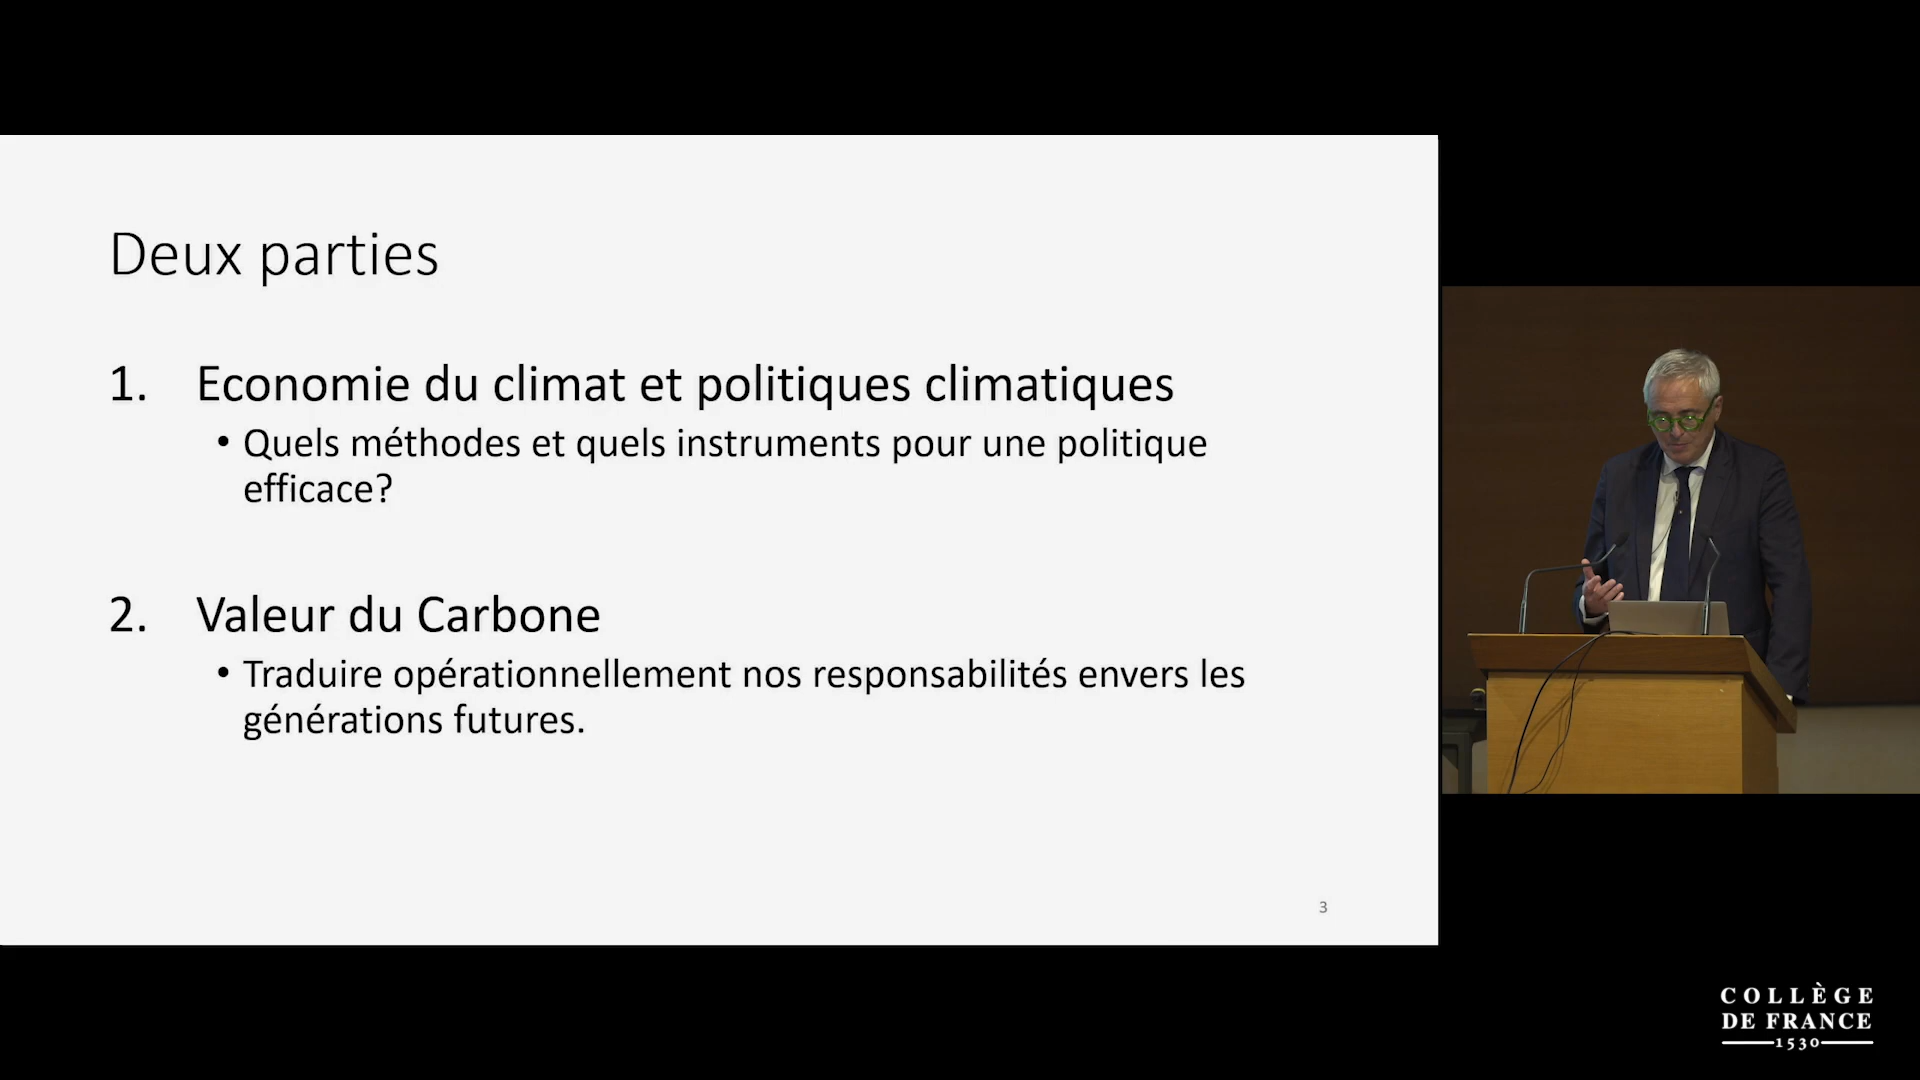 Deux parties
1. Economie du climat et politiques climatiques
• Quels méthodes et quels instruments pour une politique
efficace?
2. Valeur du Carbone
• Traduire opérationnellement nos responsabilités envers les
générations futures.
3
COLLÈGE
DE FRANCE
1530